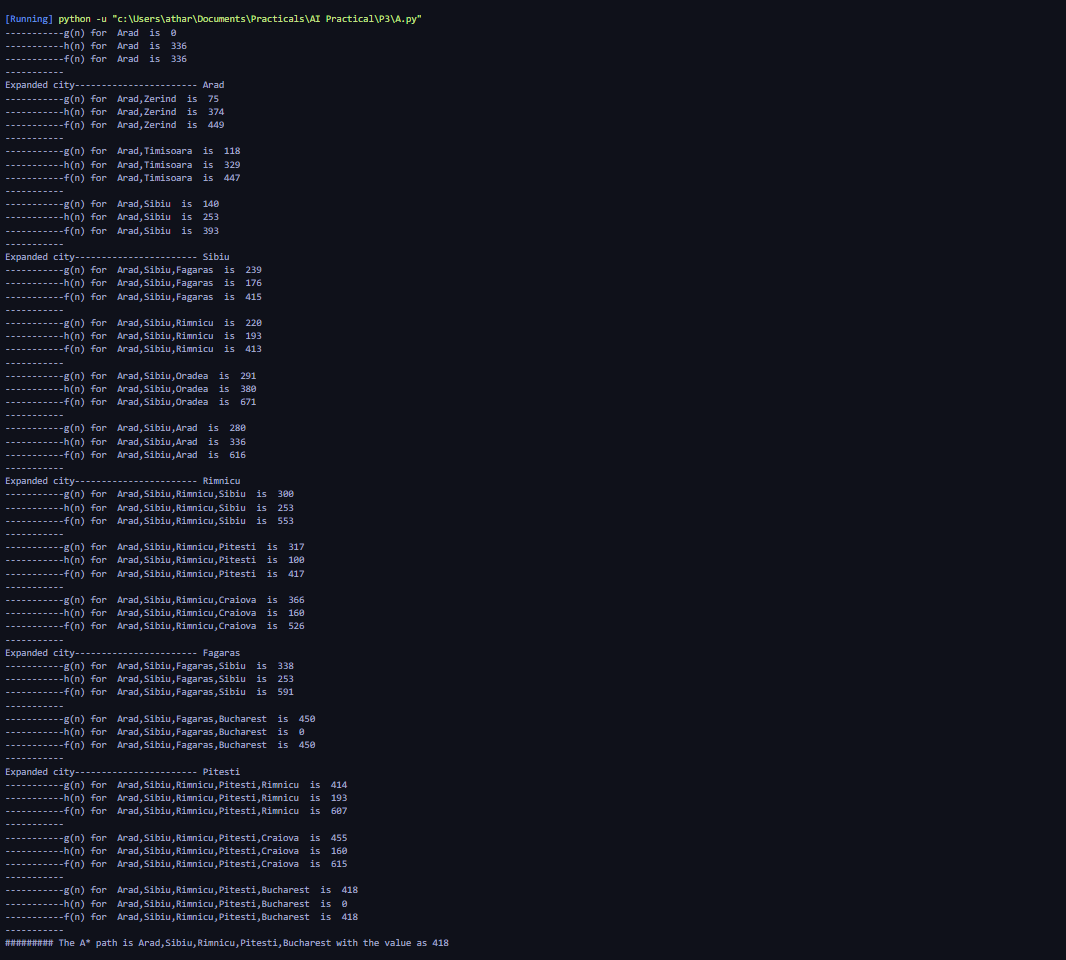 [Running] python -u "c:\Users\athar\Documents\Practicals\AI Practical\P3\A.py"
-----------g(n) for  Arad  is  0
-----------h(n) for  Arad  is  336
-----------f(n) for  Arad  is  336
-----------
Expanded city----------------------- Arad
-----------g(n) for  Arad,Zerind  is  75
-----------h(n) for  Arad,Zerind  is  374
-----------f(n) for  Arad,Zerind  is  449
-----------
-----------g(n) for  Arad,Timisoara  is  118
-----------h(n) for  Arad,Timisoara  is  329
-----------f(n) for  Arad,Timisoara  is  447
-----------
-----------g(n) for  Arad,Sibiu  is  140
-----------h(n) for  Arad,Sibiu  is  253
-----------f(n) for  Arad,Sibiu  is  393
-----------
Expanded city----------------------- Sibiu
-----------g(n) for  Arad,Sibiu,Fagaras  is  239
-----------h(n) for  Arad,Sibiu,Fagaras  is  176
-----------f(n) for  Arad,Sibiu,Fagaras  is  415
-----------
-----------g(n) for  Arad,Sibiu,Rimnicu  is  220
-----------h(n) for  Arad,Sibiu,Rimnicu  is  193
-----------f(n) for  Arad,Sibiu,Rimnicu  is  413
-----------
-----------g(n) for  Arad,Sibiu,Oradea  is  291
-----------h(n) for  Arad,Sibiu,Oradea  is  380
-----------f(n) for  Arad,Sibiu,Oradea  is  671
-----------
-----------g(n) for  Arad,Sibiu,Arad  is  280
-----------h(n) for  Arad,Sibiu,Arad  is  336
-----------f(n) for  Arad,Sibiu,Arad  is  616
-----------
Expanded city----------------------- Rimnicu
-----------g(n) for  Arad,Sibiu,Rimnicu,Sibiu  is  300
-----------h(n) for  Arad,Sibiu,Rimnicu,Sibiu  is  253
-----------f(n) for  Arad,Sibiu,Rimnicu,Sibiu  is  553
-----------
-----------g(n) for  Arad,Sibiu,Rimnicu,Pitesti  is  317
-----------h(n) for  Arad,Sibiu,Rimnicu,Pitesti  is  100
-----------f(n) for  Arad,Sibiu,Rimnicu,Pitesti  is  417
-----------
-----------g(n) for  Arad,Sibiu,Rimnicu,Craiova  is  366
-----------h(n) for  Arad,Sibiu,Rimnicu,Craiova  is  160
-----------f(n) for  Arad,Sibiu,Rimnicu,Craiova  is  526
-----------
Expanded city----------------------- Fagaras
-----------g(n) for  Arad,Sibiu,Fagaras,Sibiu  is  338
-----------h(n) for  Arad,Sibiu,Fagaras,Sibiu  is  253
-----------f(n) for  Arad,Sibiu,Fagaras,Sibiu  is  591
-----------
-----------g(n) for  Arad,Sibiu,Fagaras,Bucharest  is  450
-----------h(n) for  Arad,Sibiu,Fagaras,Bucharest  is  0
-----------f(n) for  Arad,Sibiu,Fagaras,Bucharest  is  450
-----------
Expanded city----------------------- Pitesti
-----------g(n) for  Arad,Sibiu,Rimnicu,Pitesti,Rimnicu  is  414
-----------h(n) for  Arad,Sibiu,Rimnicu,Pitesti,Rimnicu  is  193
-----------f(n) for  Arad,Sibiu,Rimnicu,Pitesti,Rimnicu  is  607
-----------
-----------g(n) for  Arad,Sibiu,Rimnicu,Pitesti,Craiova  is  455
-----------h(n) for  Arad,Sibiu,Rimnicu,Pitesti,Craiova  is  160
-----------f(n) for  Arad,Sibiu,Rimnicu,Pitesti,Craiova  is  615
-----------
-----------g(n) for  Arad,Sibiu,Rimnicu,Pitesti,Bucharest  is  418
-----------h(n) for  Arad,Sibiu,Rimnicu,Pitesti,Bucharest  is  0
-----------f(n) for  Arad,Sibiu,Rimnicu,Pitesti,Bucharest  is  418
-----------
######### The A* path is Arad,Sibiu,Rimnicu,Pitesti,Bucharest with the value as 418